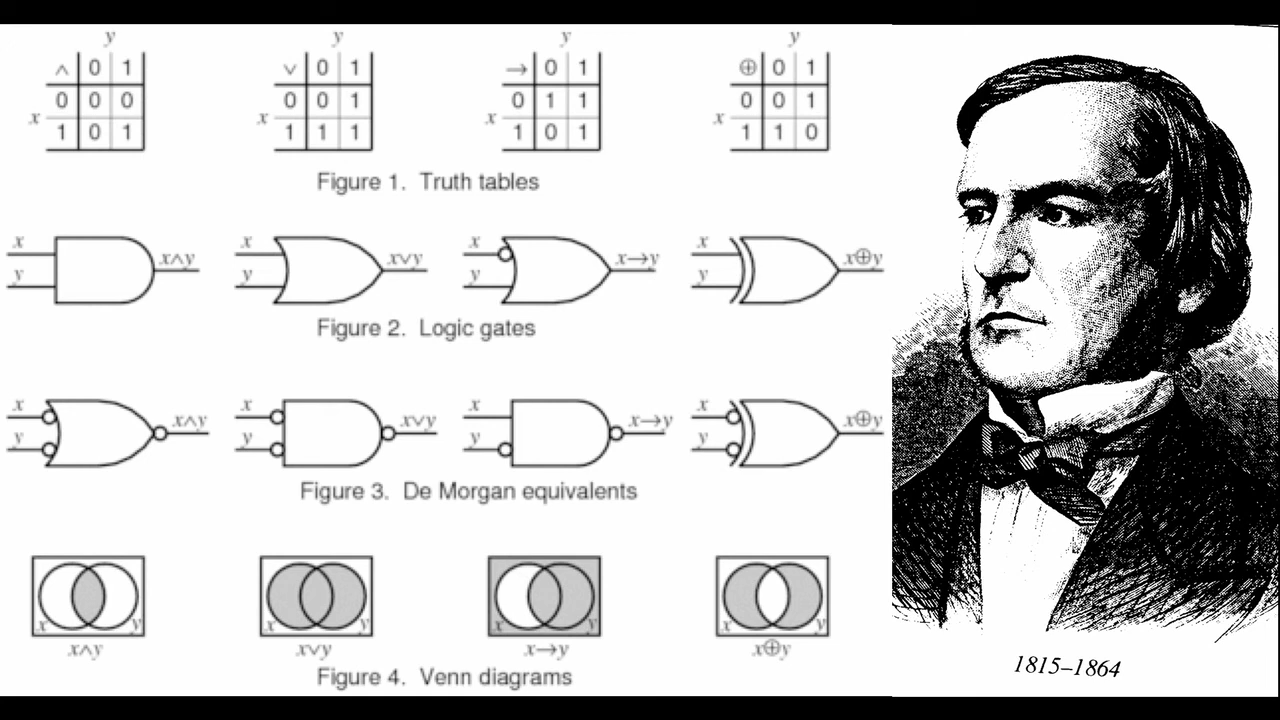 y y y y
∧ 0 1 ∨ 0 1 → 0 1 ⊕ 0 1
0 0 0 0 0 1 0 1 1 0 0 1
x x x x
1 0 1 1 1 1 1 0 1 1 1 0
Figure 1. Truth tables
x x x x
x∧y x∨y x→y x⊕y
y y y y
Figure 2. Logic gates
x x x x
x∧y x∨y x→y x⊕y
y y y y
Figure 3. De Morgan equivalents
x y x y x y x y
x∧y x∨y x→y x⊕y
Figure 4. Venn diagrams
1815–1864